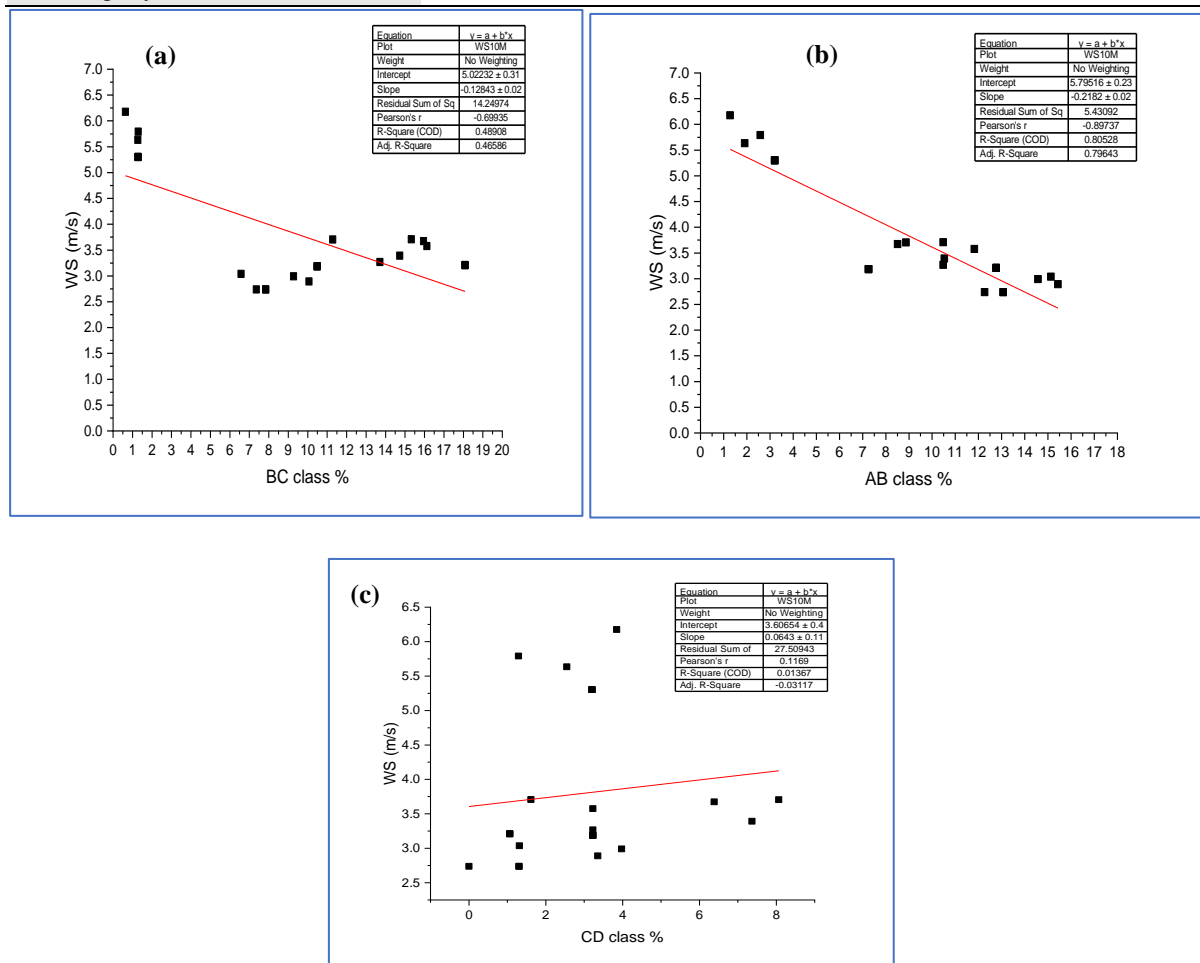 (a)
Equation y = a + b*x
Plot WS10M
Weight No Weighting
Intercept 5.02232 ± 0.31
Slope -0.12843 ± 0.02
Residual Sum of Sq 14.24974
Pearson's r -0.69935
R-Square (COD) 0.48908
Adj. R-Square 0.46586
7.0
6.5
6.0
5.5
5.0
4.5
4.0
3.5
3.0
2.5
2.0
1.5
1.0
0.5
0.0
WS (m/s)
0 1 2 3 4 5 6 7 8 9 10 11 12 13 14 15 16 17 18 19 20
BC class %
(b)
Equation y = a + b*x
Plot WS10M
Weight No Weighting
Intercept 5.79516 ± 0.23
Slope -0.2182 ± 0.02
Residual Sum of Sq 5.43092
Pearson's r -0.89737
R-Square (COD) 0.80528
Adj. R-Square 0.79643
7.0
6.5
6.0
5.5
5.0
4.5
4.0
3.5
3.0
2.5
2.0
1.5
1.0
0.5
0.0
WS (m/s)
0 1 2 3 4 5 6 7 8 9 10 11 12 13 14 15 16 17 18
AB class %
(c)
Equation y = a + b*x
Plot WS10M
Weight No Weighting
Intercept 3.60654 ± 0.4
Slope 0.0643 ± 0.11
Residual Sum of 27.50943
Pearson's r 0.1169
R-Square (COD) 0.01367
Adj. R-Square -0.03117
6.5
6.0
5.5
5.0
4.5
4.0
3.5
3.0
2.5
WS (m/s)
0 2 4 6 8
CD class %